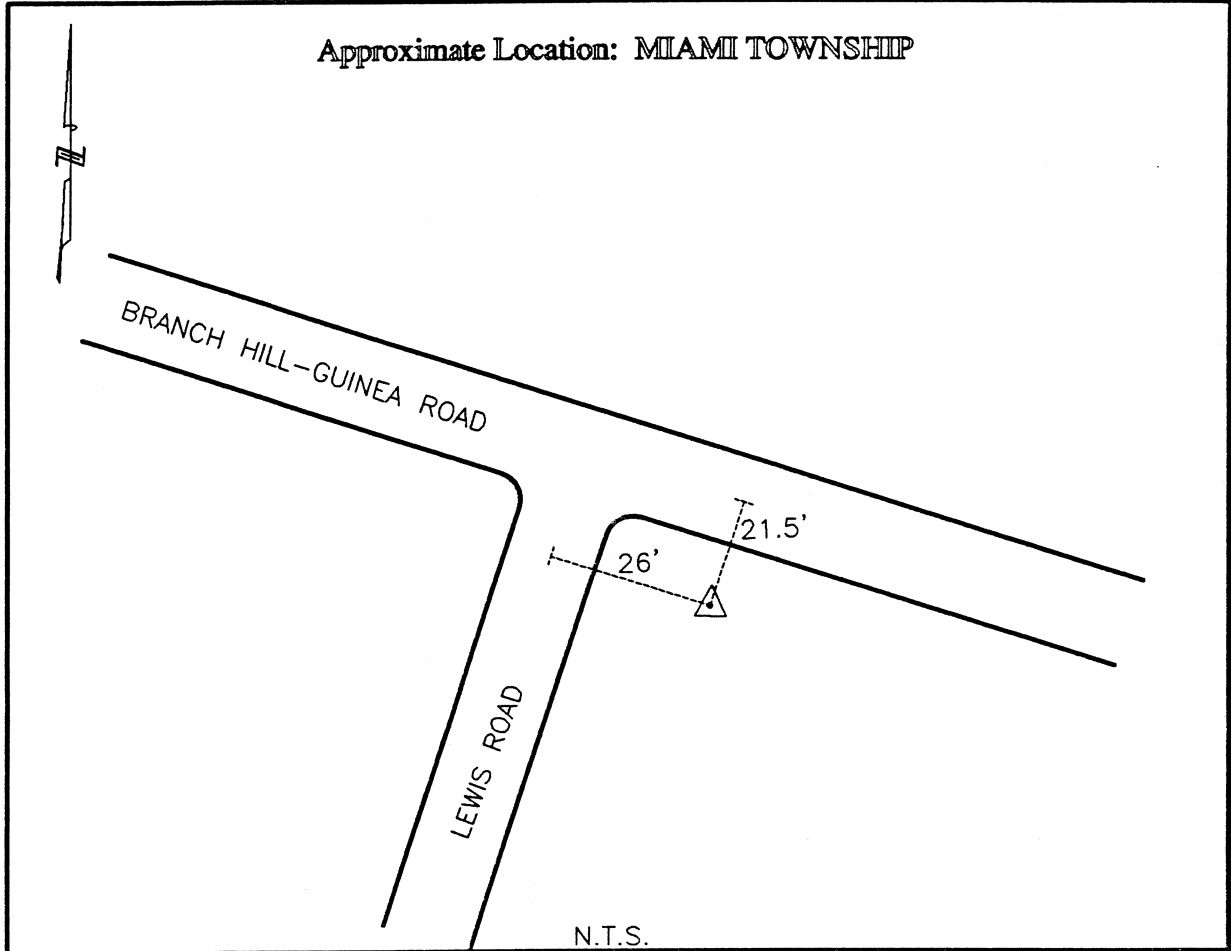 Approximate Location: MIAMI TOWNSHIP
N
BRANCH HILL-GUINEA ROAD
21.5'
26'
LEWIS ROAD
N.T.S.